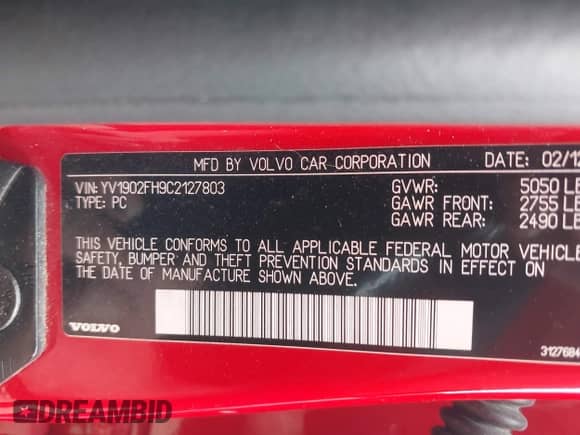 MFD BY VOLVO CAR CORPORATION DATE: 02/12
VIN: YV1902FH9C2127803 GVWR: 5050 LB
TYPE: PC GAWR FRONT: 2755 LB
GAWR REAR: 2490 LB
THIS VEHICLE CONFORMS TO ALL APPLICABLE FEDERAL MOTOR VEHICLE
SAFETY, BUMPER AND THEFT PREVENTION STANDARDS IN EFFECT ON
THE DATE OF MANUFACTURE SHOWN ABOVE.
VOLVO
3127684
DREAMBID